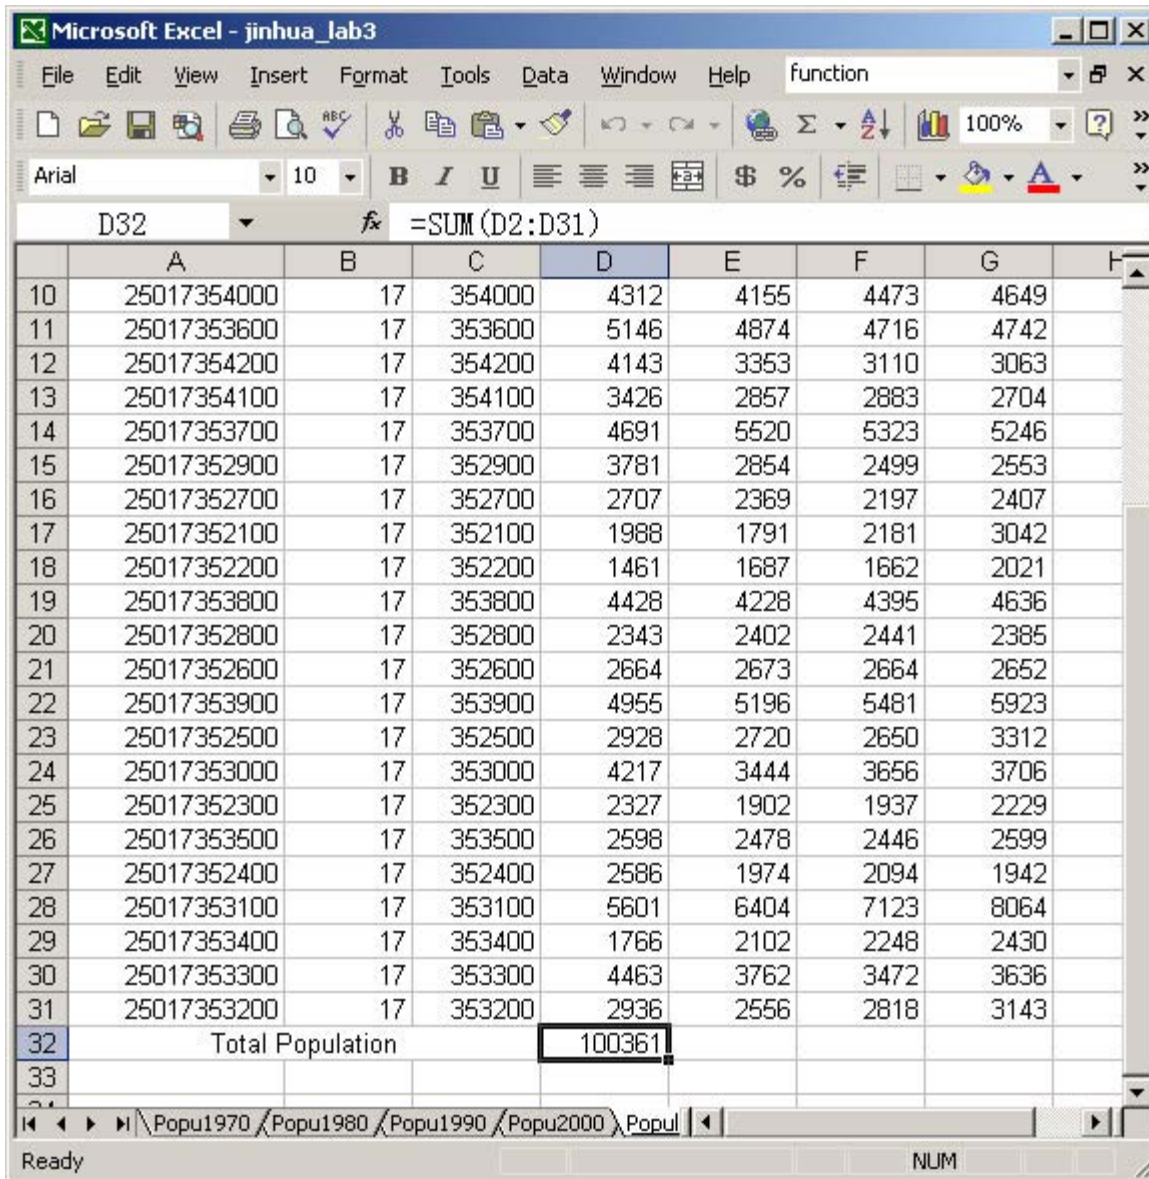 Microsoft Excel - jinhua_lab3
File Edit View Insert Format Tools Data Window Help function
ABC Σ A Z 100% ? »
Arial 10 B I U a $ % A »
D32 fx =SUM(D2:D31)
A B C D E F G H
10 25017354000 17 354000 4312 4155 4473 4649
11 25017353600 17 353600 5146 4874 4716 4742
12 25017354200 17 354200 4143 3353 3110 3063
13 25017354100 17 354100 3426 2857 2883 2704
14 25017353700 17 353700 4691 5520 5323 5246
15 25017352900 17 352900 3781 2854 2499 2553
16 25017352700 17 352700 2707 2369 2197 2407
17 25017352100 17 352100 1988 1791 2181 3042
18 25017352200 17 352200 1461 1687 1662 2021
19 25017353800 17 353800 4428 4228 4395 4636
20 25017352800 17 352800 2343 2402 2441 2385
21 25017352600 17 352600 2664 2673 2664 2652
22 25017353900 17 353900 4955 5196 5481 5923
23 25017352500 17 352500 2928 2720 2650 3312
24 25017353000 17 353000 4217 3444 3656 3706
25 25017352300 17 352300 2327 1902 1937 2229
26 25017353500 17 353500 2598 2478 2446 2599
27 25017352400 17 352400 2586 1974 2094 1942
28 25017353100 17 353100 5601 6404 7123 8064
29 25017353400 17 353400 1766 2102 2248 2430
30 25017353300 17 353300 4463 3762 3472 3636
31 25017353200 17 353200 2936 2556 2818 3143
32 Total Population 100361
33
Popu1970 Popu1980 Popu1990 Popu2000 Popul
Ready NUM